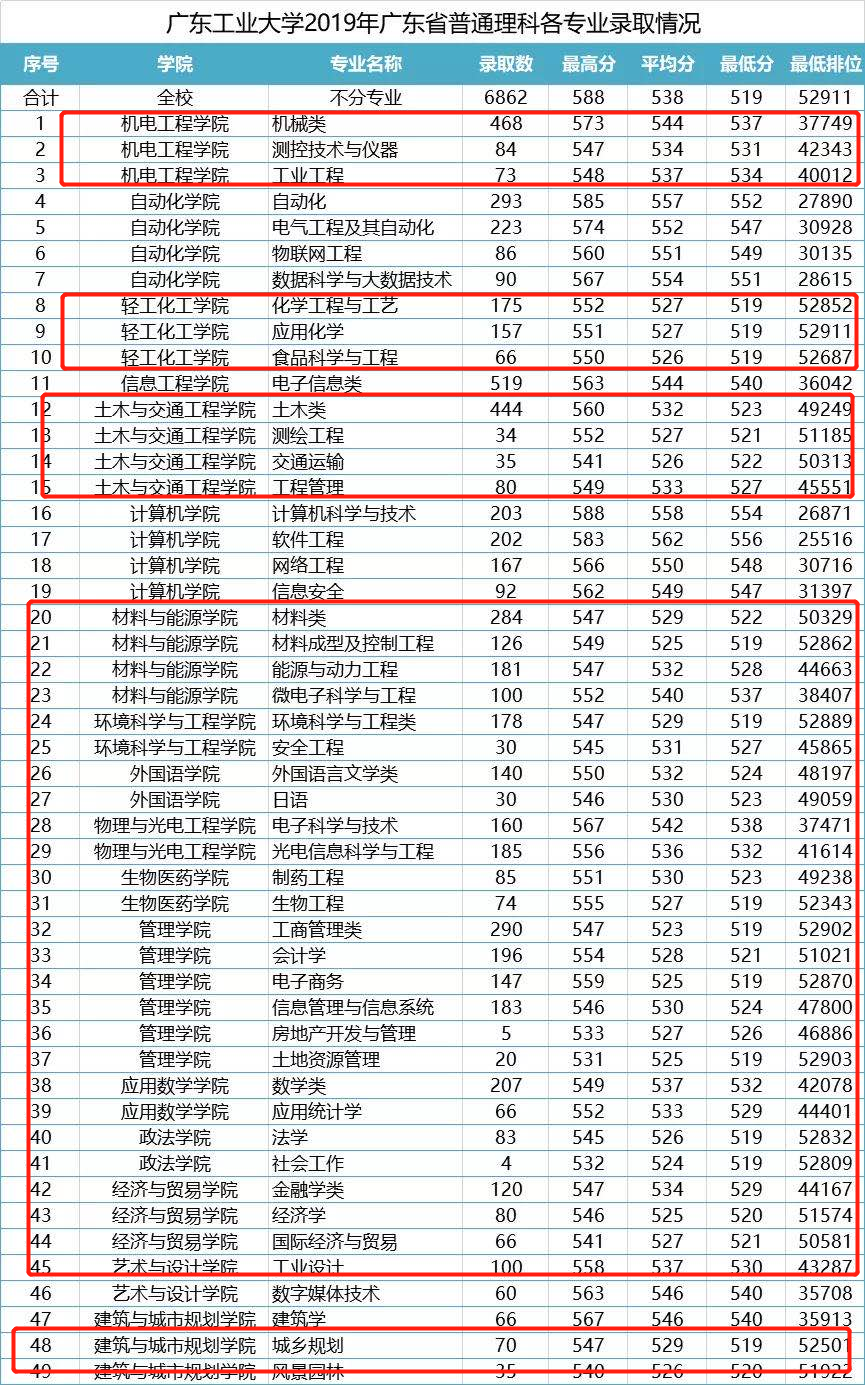 广东工业大学2019年广东省普通理科各专业录取情况
序号 学院 专业名称 录取数 最高分 平均分 最低分 最低排位
合计 全校 不分专业 6862 588 538 519 52911
1 机电工程学院 机械类 468 573 544 537 37749
2 机电工程学院 测控技术与仪器 84 547 534 531 42343
3 机电工程学院 工业工程 73 548 537 534 40012
4 自动化学院 自动化 293 585 557 552 27890
5 自动化学院 电气工程及其自动化 223 574 552 547 30928
6 自动化学院 物联网工程 86 560 551 549 30135
7 自动化学院 数据科学与大数据技术 90 567 554 551 28615
8 轻工化工学院 化学工程与工艺 175 552 527 519 52852
9 轻工化工学院 应用化学 157 551 527 519 52911
10 轻工化工学院 食品科学与工程 66 550 526 519 52687
11 信息工程学院 电子信息类 519 563 544 540 36042
12 土木与交通工程学院 土木类 444 560 532 523 49249
13 土木与交通工程学院 测绘工程 34 552 527 521 51185
14 土木与交通工程学院 交通运输 35 541 526 522 50313
15 土木与交通工程学院 工程管理 80 549 533 527 45551
16 计算机学院 计算机科学与技术 203 588 558 554 26871
17 计算机学院 软件工程 202 583 562 556 25516
18 计算机学院 网络工程 167 566 550 548 30716
19 计算机学院 信息安全 92 562 549 547 31397
20 材料与能源学院 材料类 284 547 529 522 50329
21 材料与能源学院 材料成型及控制工程 126 549 525 519 52862
22 材料与能源学院 能源与动力工程 181 547 532 528 44663
23 材料与能源学院 微电子科学与工程 100 552 540 537 38407
24 环境科学与工程学院 环境科学与工程类 178 547 529 519 52889
25 环境科学与工程学院 安全工程 30 545 531 527 45865
26 外国语学院 外国语言文学类 140 550 532 524 48197
27 外国语学院 日语 30 546 530 523 49059
28 物理与光电工程学院 电子科学与技术 160 567 542 538 37471
29 物理与光电工程学院 光电信息科学与工程 185 556 536 532 41614
30 生物医药学院 制药工程 85 551 530 523 49238
31 生物医药学院 生物工程 74 555 527 519 52343
32 管理学院 工商管理类 290 547 523 519 52902
33 管理学院 会计学 196 554 528 521 51021
34 管理学院 电子商务 147 559 525 519 52870
35 管理学院 信息管理与信息系统 183 546 530 524 47800
36 管理学院 房地产开发与管理 5 533 527 526 46886
37 管理学院 土地资源管理 20 531 525 519 52903
38 应用数学学院 数学类 207 549 537 532 42078
39 应用数学学院 应用统计学 66 552 533 529 44401
40 政法学院 法学 83 545 526 519 52832
41 政法学院 社会工作 4 532 524 519 52809
42 经济与贸易学院 金融学类 120 547 534 529 44167
43 经济与贸易学院 经济学 80 546 525 520 51574
44 经济与贸易学院 国际经济与贸易 66 541 527 521 50581
45 艺术与设计学院 工业设计 100 558 537 530 43287
46 艺术与设计学院 数字媒体技术 60 563 546 540 35708
47 建筑与城市规划学院 建筑学 66 567 546 540 35913
48 建筑与城市规划学院 城乡规划 70 547 529 519 52501
49 建筑与城市规划学院 风景园林 35 540 526 520 51922